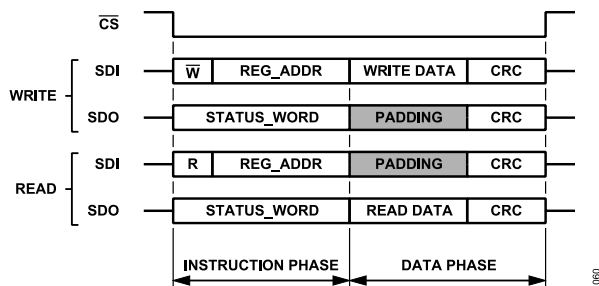 CS
SDI W REG_ADDR WRITE DATA CRC
WRITE
SDO STATUS_WORD PADDING
SDI R REG_ADDR PADDING CRC
READ
SDO STATUS_WORD READ DATA CRC
INSTRUCTION PHASE DATA PHASE
060